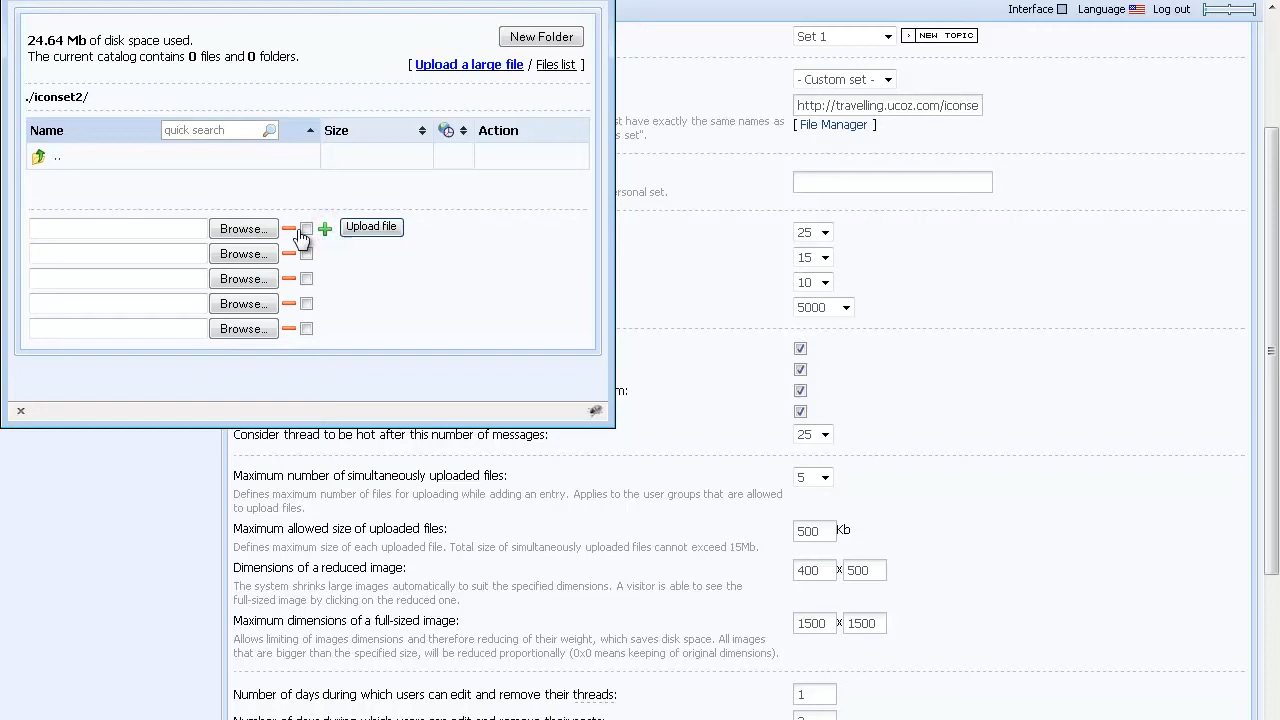 Interface Language Log out
24.64 Mb of disk space used.
The current catalog contains 0 files and 0 folders.
New Folder
[ Upload a large file / Files list ]
./iconset2/
Name quick search Size Action
..
Browse... Upload file
Browse...
Browse...
Browse...
Browse...
Set 1 NEW TOPIC
- Custom set -
http://travelling.ucoz.com/iconse
t have exactly the same names as
s set".
[ File Manager ]
personal set.
25
15
10
5000
m:
Consider thread to be hot after this number of messages: 25
Maximum number of simultaneously uploaded files: 5
Defines maximum number of files for uploading while adding an entry. Applies to the user groups that are allowed
to upload files.
Maximum allowed size of uploaded files: 500 Kb
Defines maximum size of each uploaded file. Total size of simultaneously uploaded files cannot exceed 15Mb.
Dimensions of a reduced image: 400 x 500
The system shrinks large images automatically to suit the specified dimensions. A visitor is able to see the
full-sized image by clicking on the reduced one.
Maximum dimensions of a full-sized image: 1500 x 1500
Allows limiting of images dimensions and therefore reducing of their weight, which saves disk space. All images
that are bigger than the specified size, will be reduced proportionally (0x0 means keeping of original dimensions).
Number of days during which users can edit and remove their threads: 1